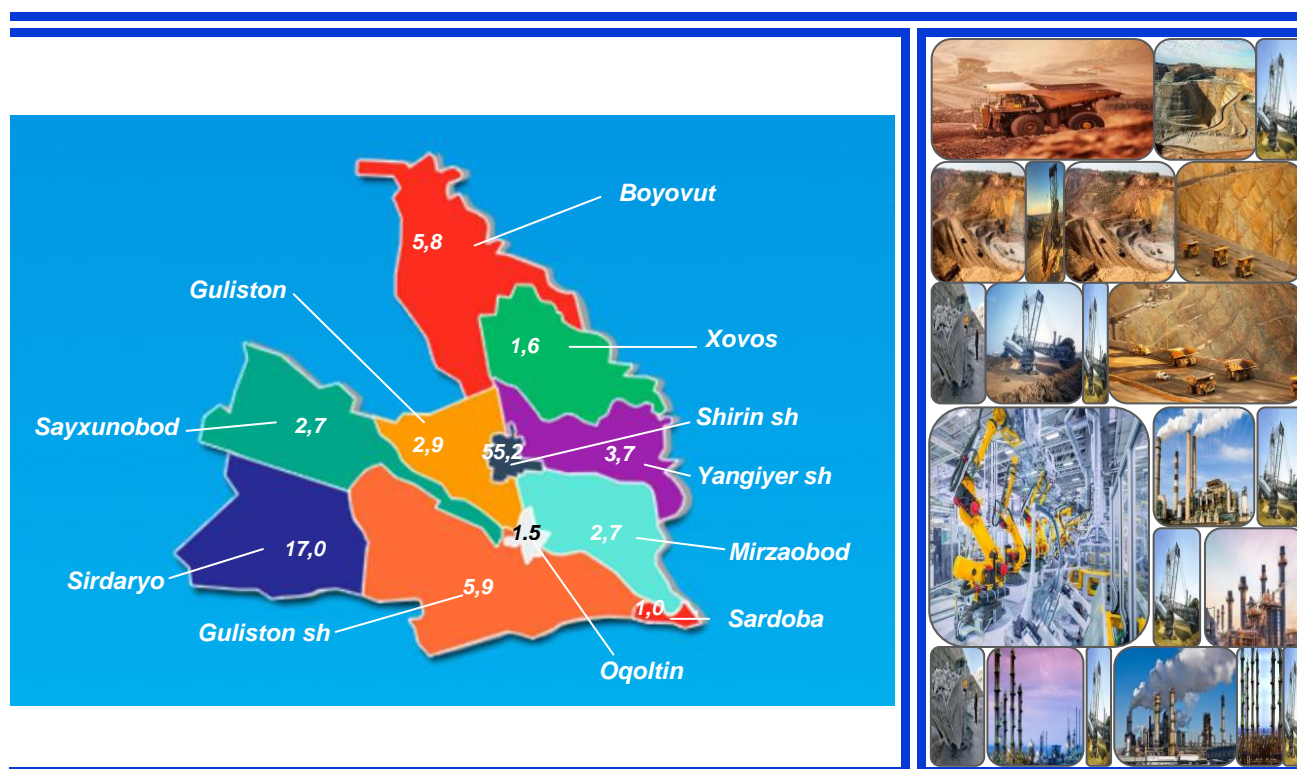 Boyovut
5,8
Guliston
1,6
Xovos
Sayxunobod
2,7
2,9
55,2
Shirin sh
3,7
Yangiyer sh
17,0
1.5
2,7
Mirzaobod
Sirdaryo
5,9
1,0
Sardoba
Guliston sh
Oqoltin